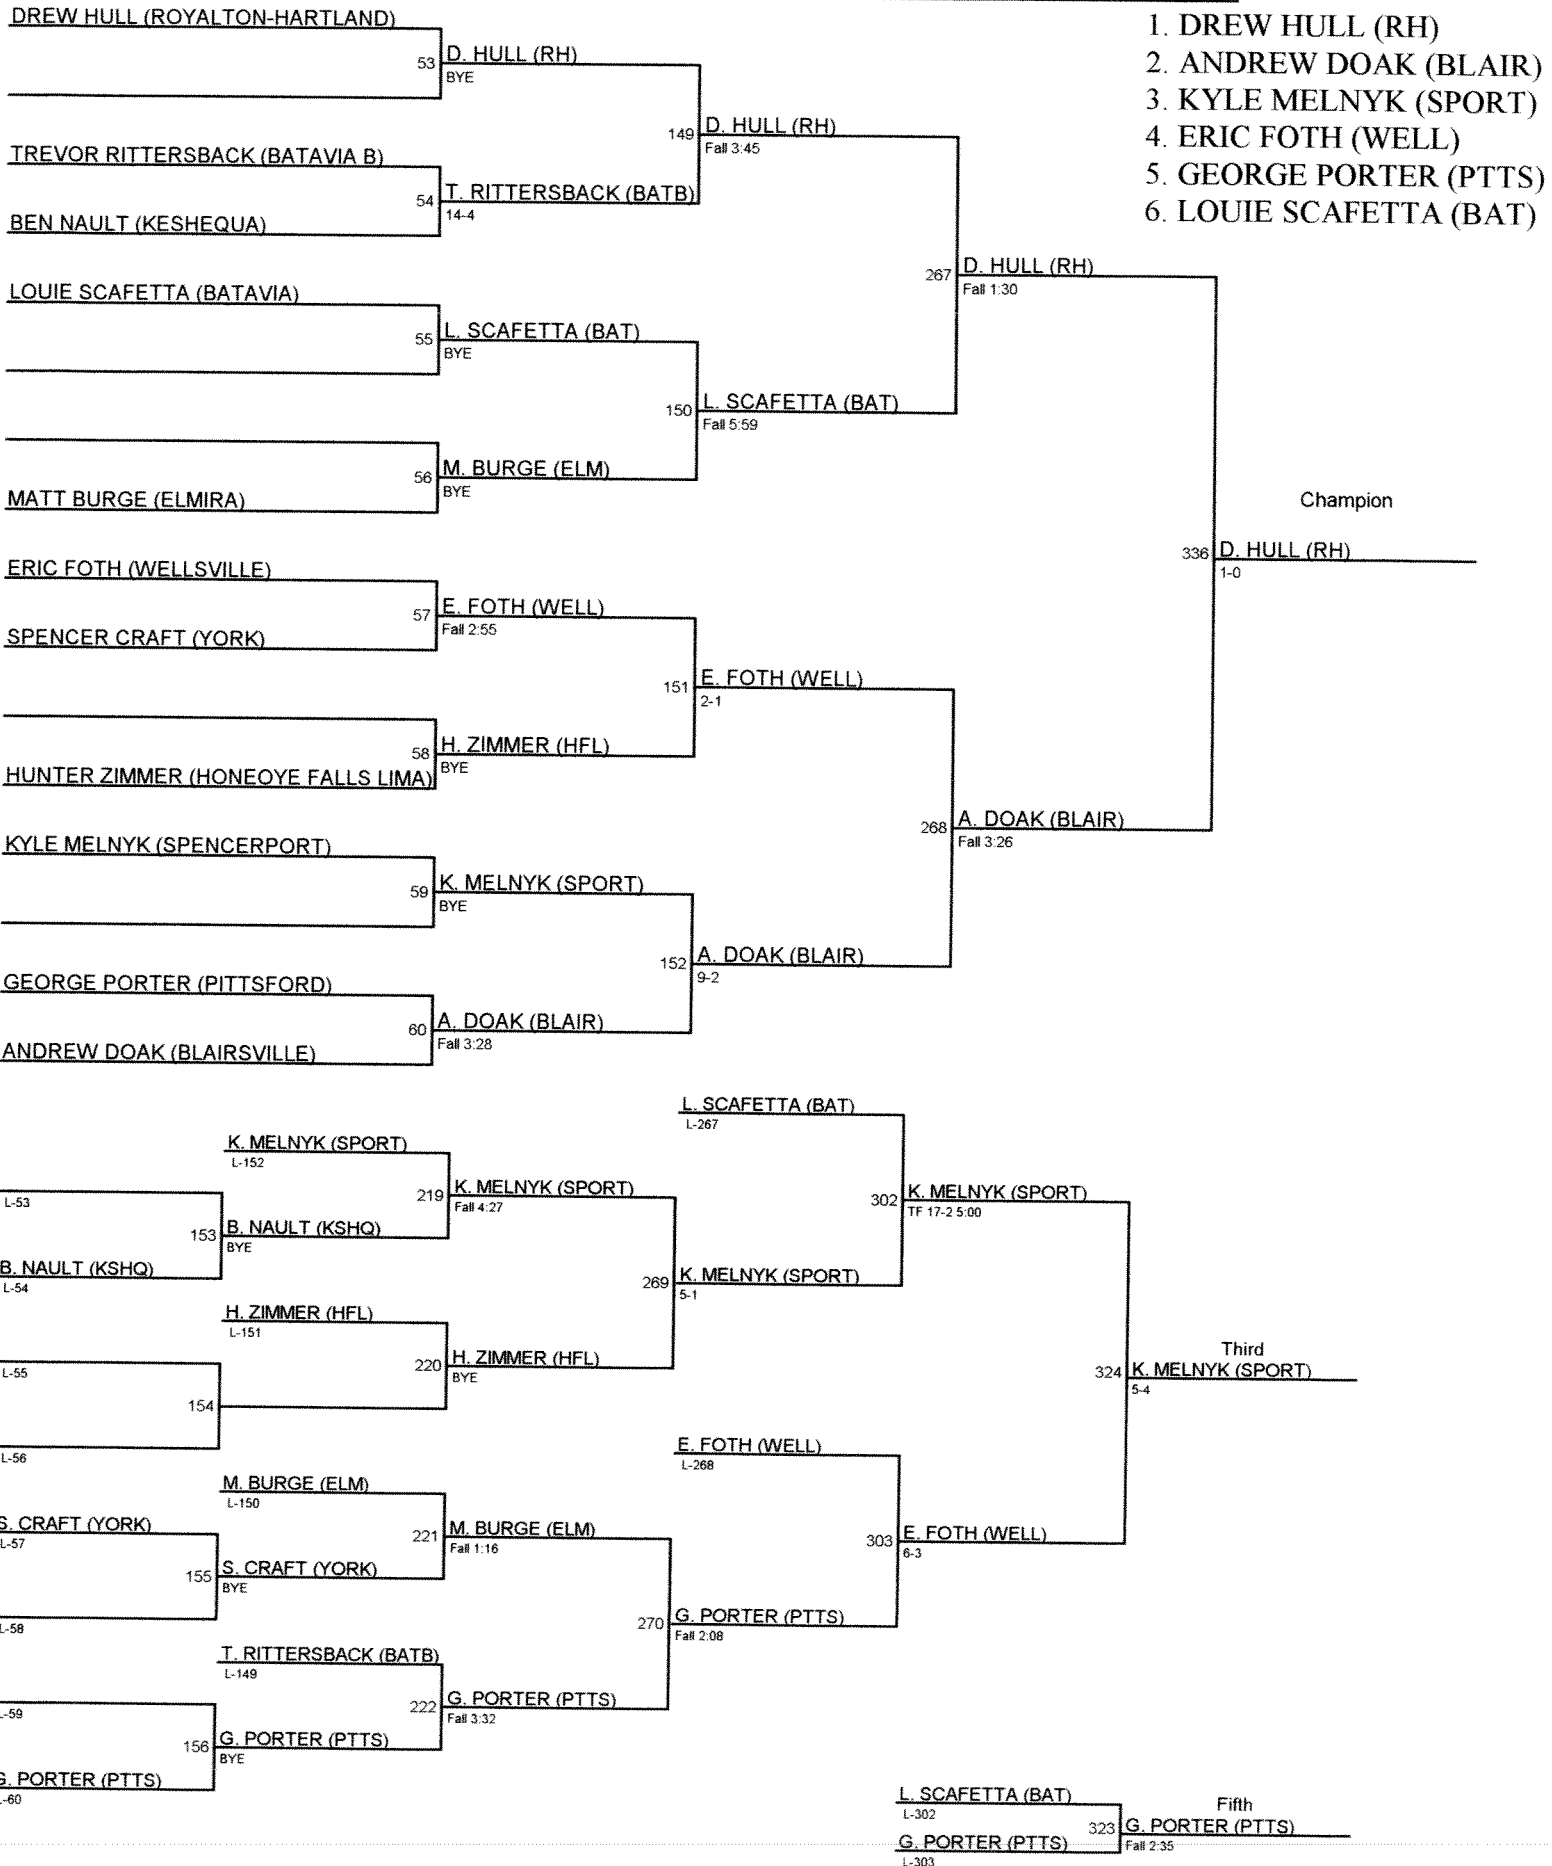 1. DREW HULL (RH)
2. ANDREW DOAK (BLAIR)
3. KYLE MELNYK (SPORT)
4. ERIC FOTH (WELL)
5. GEORGE PORTER (PTTS)
6. LOUIE SCAFETTA (BAT)
DREW HULL (ROYALTON-HARTLAND)
53
D. HULL (RH)
BYE
TREVOR RITTERSBACK (BATAVIA B)
54
T. RITTERSBACK (BATB)
14-4
BEN NAULT (KESHEQUA)
149
D. HULL (RH)
Fall 3:45
LOUIE SCAFETTA (BATAVIA)
55
L. SCAFETTA (BAT)
BYE
150
L. SCAFETTA (BAT)
Fall 5:59
56
M. BURGE (ELM)
BYE
MATT BURGE (ELMIRA)
267
D. HULL (RH)
Fall 1:30
ERIC FOTH (WELLSVILLE)
57
E. FOTH (WELL)
Fall 2:55
SPENCER CRAFT (YORK)
151
E. FOTH (WELL)
2-1
58
H. ZIMMER (HFL)
BYE
HUNTER ZIMMER (HONEOYE FALLS LIMA)
KYLE MELNYK (SPENCERPORT)
59
K. MELNYK (SPORT)
BYE
152
A. DOAK (BLAIR)
9-2
GEORGE PORTER (PITTSFORD)
60
A. DOAK (BLAIR)
Fall 3:28
ANDREW DOAK (BLAIRSVILLE)
268
A. DOAK (BLAIR)
Fall 3:26
Champion
336
D. HULL (RH)
1-0
L. SCAFETTA (BAT)
L-267
K. MELNYK (SPORT)
L-152
L-53
153
B. NAULT (KSHQ)
BYE
B. NAULT (KSHQ)
L-54
219
K. MELNYK (SPORT)
Fall 4:27
302
K. MELNYK (SPORT)
TF 17-2 5:00
269
K. MELNYK (SPORT)
5-1
H. ZIMMER (HFL)
L-151
L-55
154
L-56
220
H. ZIMMER (HFL)
BYE
Third
324
K. MELNYK (SPORT)
5-4
E. FOTH (WELL)
L-268
M. BURGE (ELM)
L-150
S. CRAFT (YORK)
L-57
155
S. CRAFT (YORK)
BYE
L-58
221
M. BURGE (ELM)
Fall 1:16
303
E. FOTH (WELL)
6-3
270
G. PORTER (PTTS)
Fall 2:08
T. RITTERSBACK (BATB)
L-149
L-59
156
G. PORTER (PTTS)
BYE
G. PORTER (PTTS)
L-60
222
G. PORTER (PTTS)
Fall 3:32
L. SCAFETTA (BAT)
L-302
G. PORTER (PTTS)
L-303
Fifth
323
G. PORTER (PTTS)
Fall 2:35